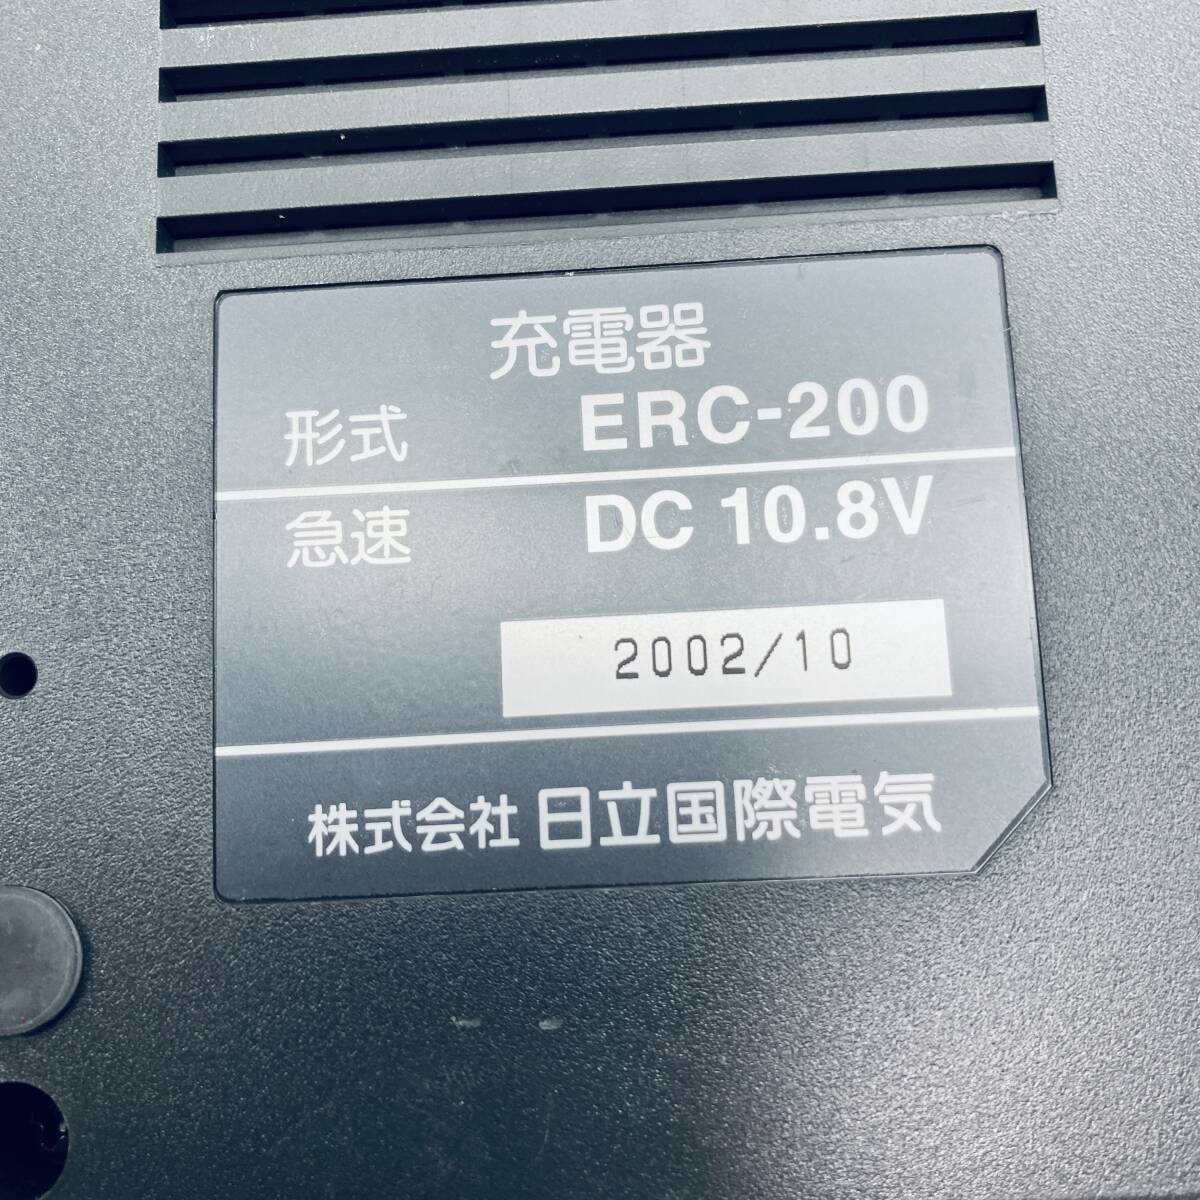 充電器
形式 ERC-200
急速 DC 10.8V
2002/10
株式会社 日立国際電気